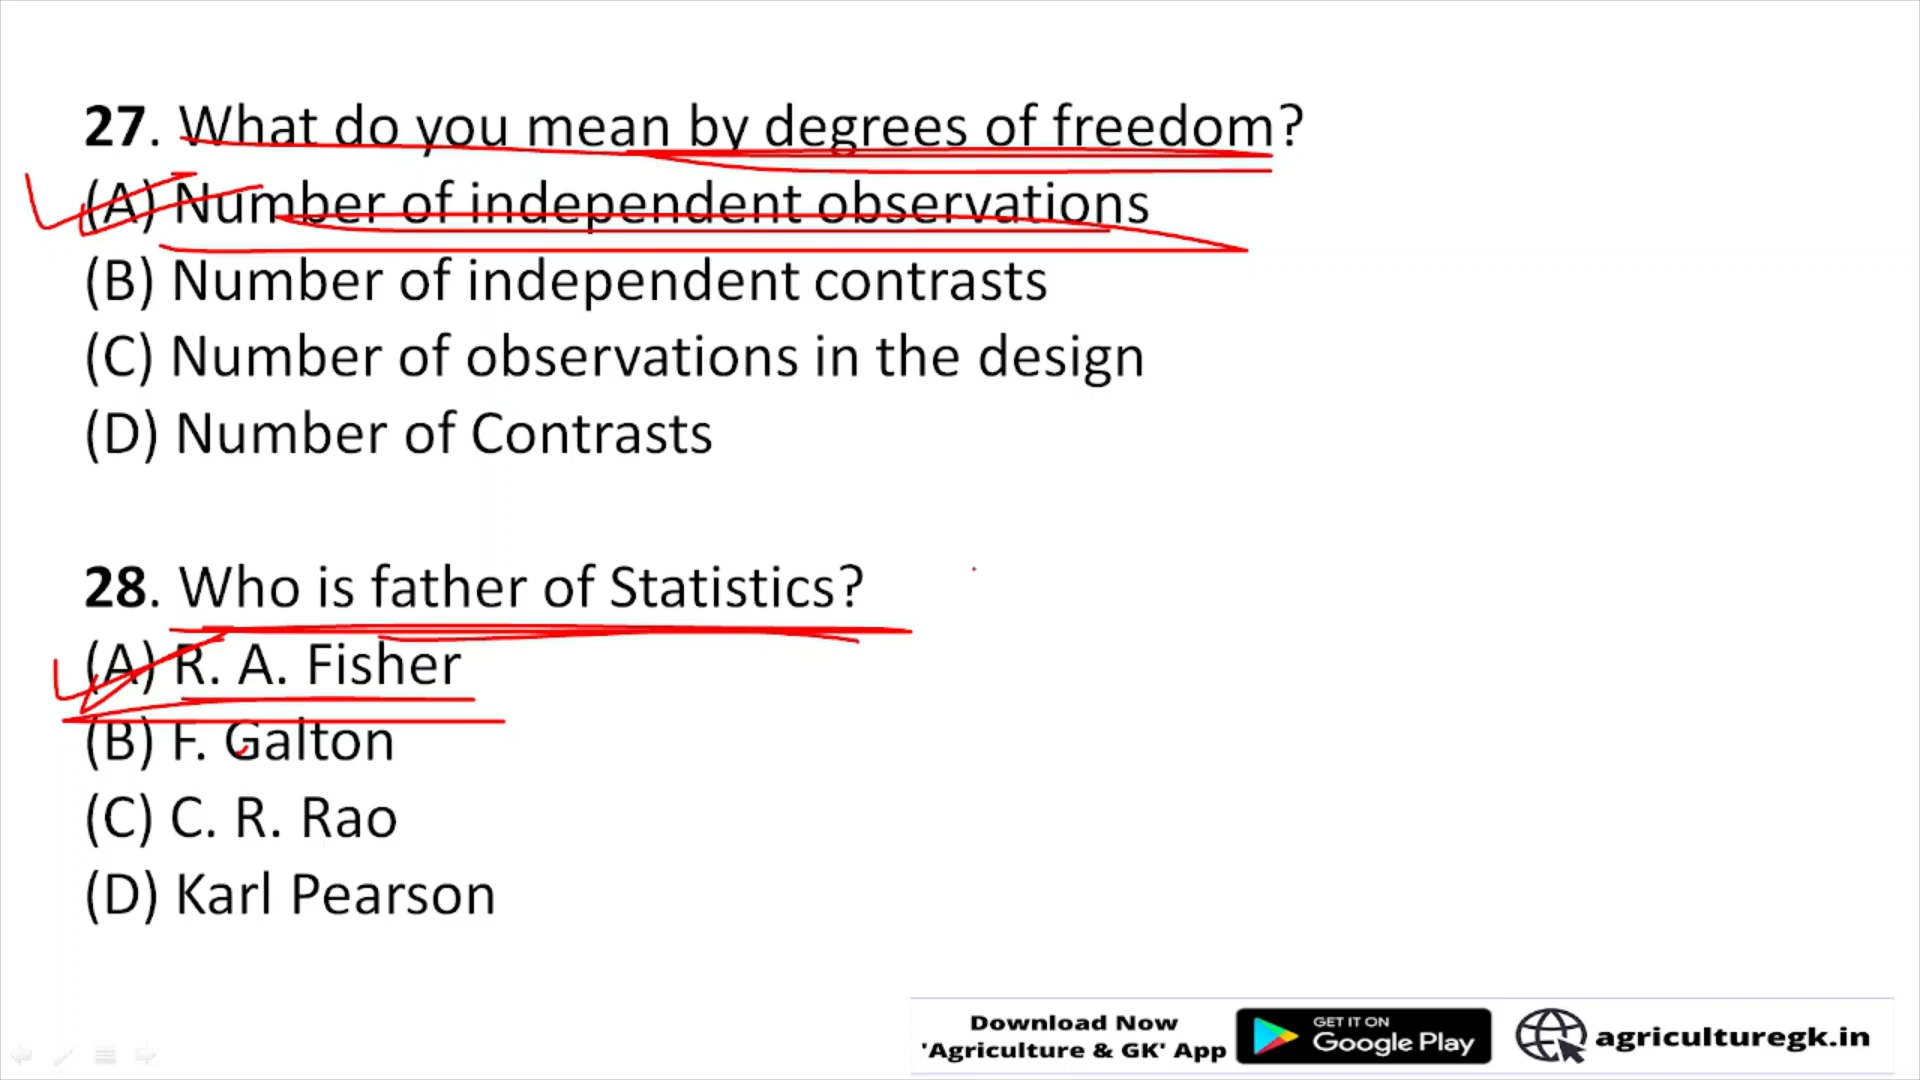 27. What do you mean by degrees of freedom?
(A) Number of independent observations
(B) Number of independent contrasts
(C) Number of observations in the design
(D) Number of Contrasts
28. Who is father of Statistics?
(A) R. A. Fisher
(B) F. Galton
(C) C. R. Rao
(D) Karl Pearson
Download Now
'Agriculture & GK' App
GET IT ON
Google Play
agriculturegk.in